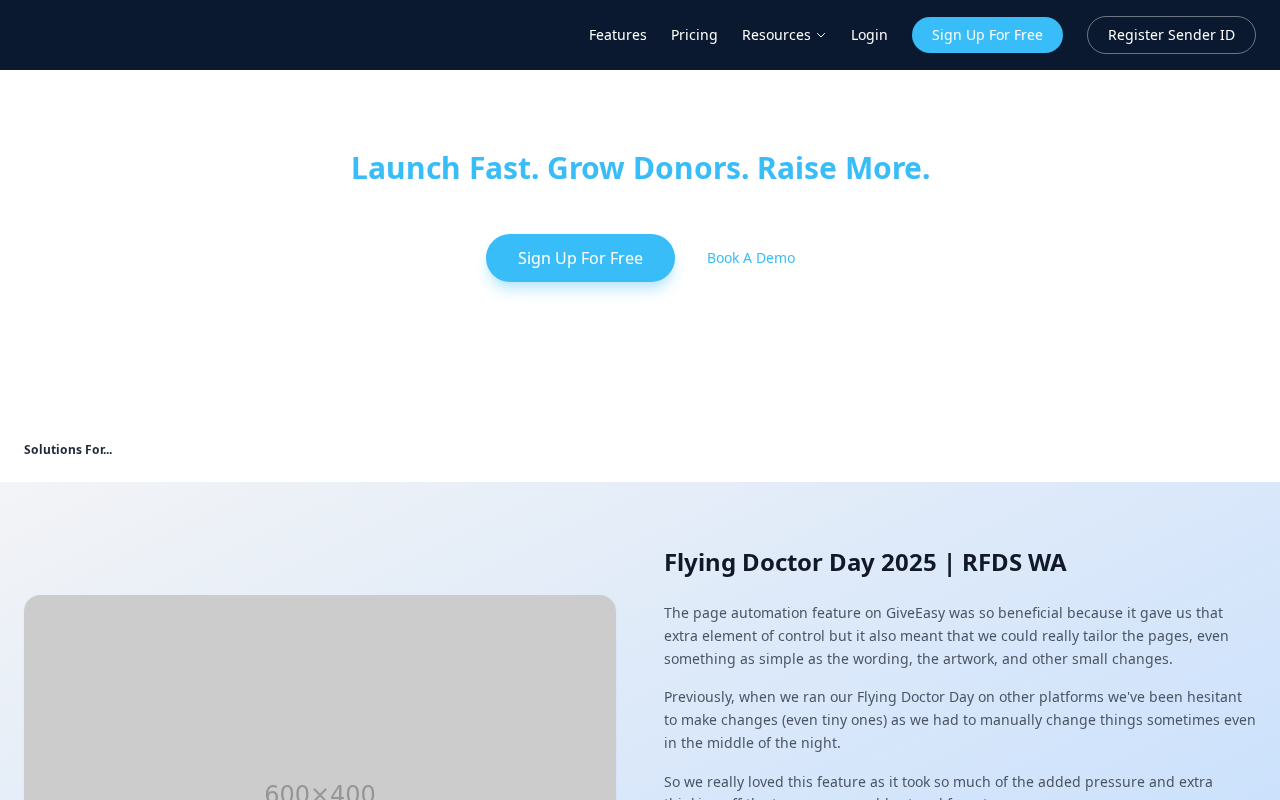 Features Pricing Resources Login Sign Up For Free Register Sender ID
Launch Fast. Grow Donors. Raise More.
Sign Up For Free Book A Demo
Solutions For...
Flying Doctor Day 2025 | RFDS WA
The page automation feature on GiveEasy was so beneficial because it gave us that
extra element of control but it also meant that we could really tailor the pages, even
something as simple as the wording, the artwork, and other small changes.
Previously, when we ran our Flying Doctor Day on other platforms we've been hesitant
to make changes (even tiny ones) as we had to manually change things sometimes even
in the middle of the night.
So we really loved this feature as it took so much of the added pressure and extra
600×400